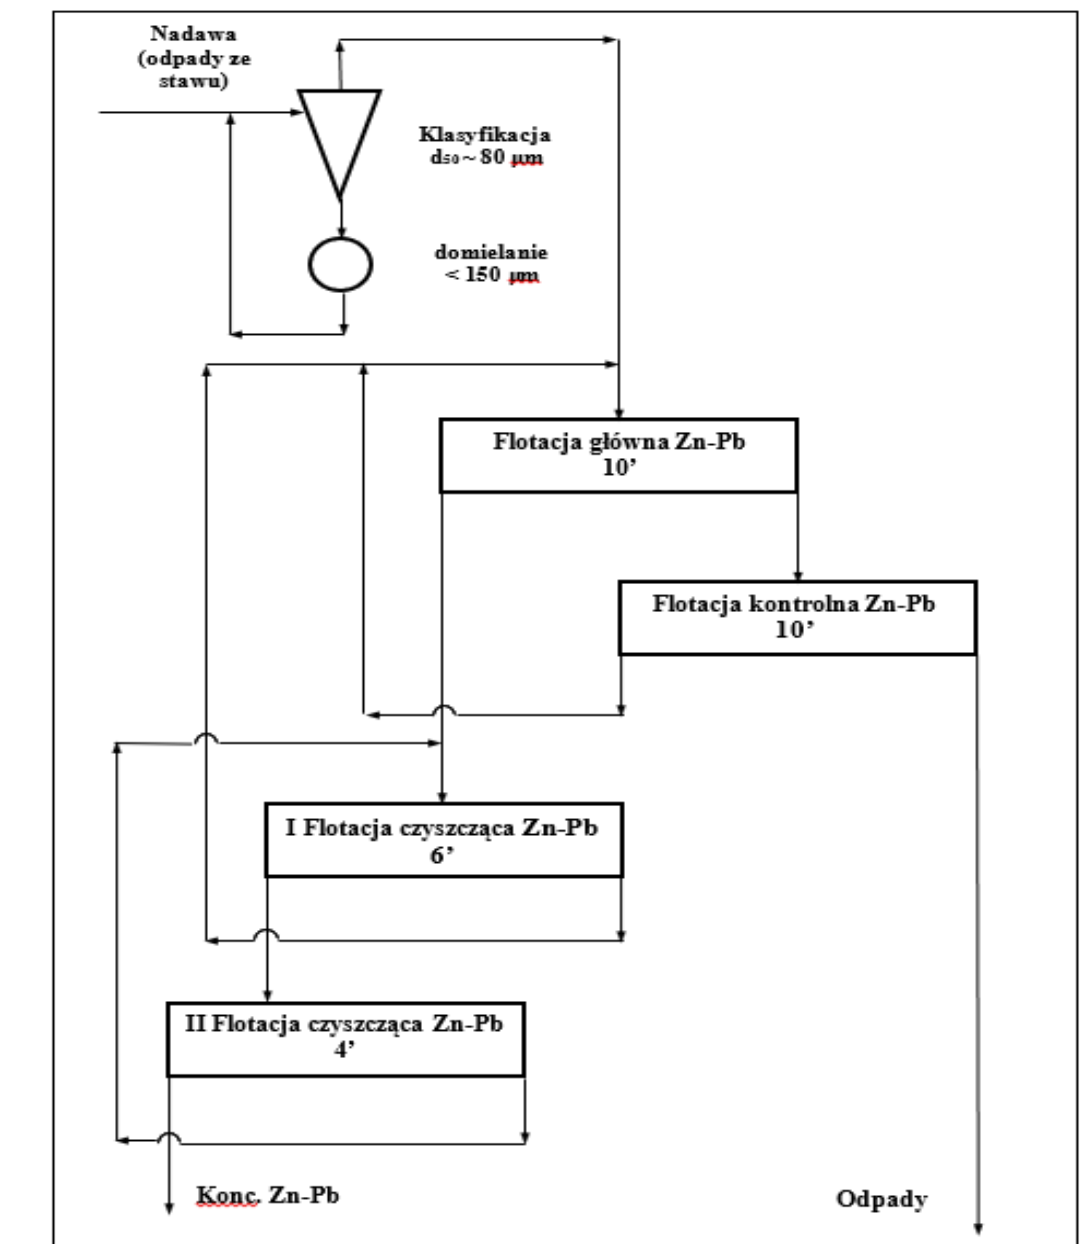 Nadawa
(odpady ze
stawu)
Klasyfikacja
d₅₀ ~ 80 µm
domielanie
< 150 µm
Flotacja główna Zn-Pb
10’
Flotacja kontrolna Zn-Pb
10’
I Flotacja czyszcząca Zn-Pb
6’
II Flotacja czyszcząca Zn-Pb
4’
Konc. Zn-Pb
Odpady